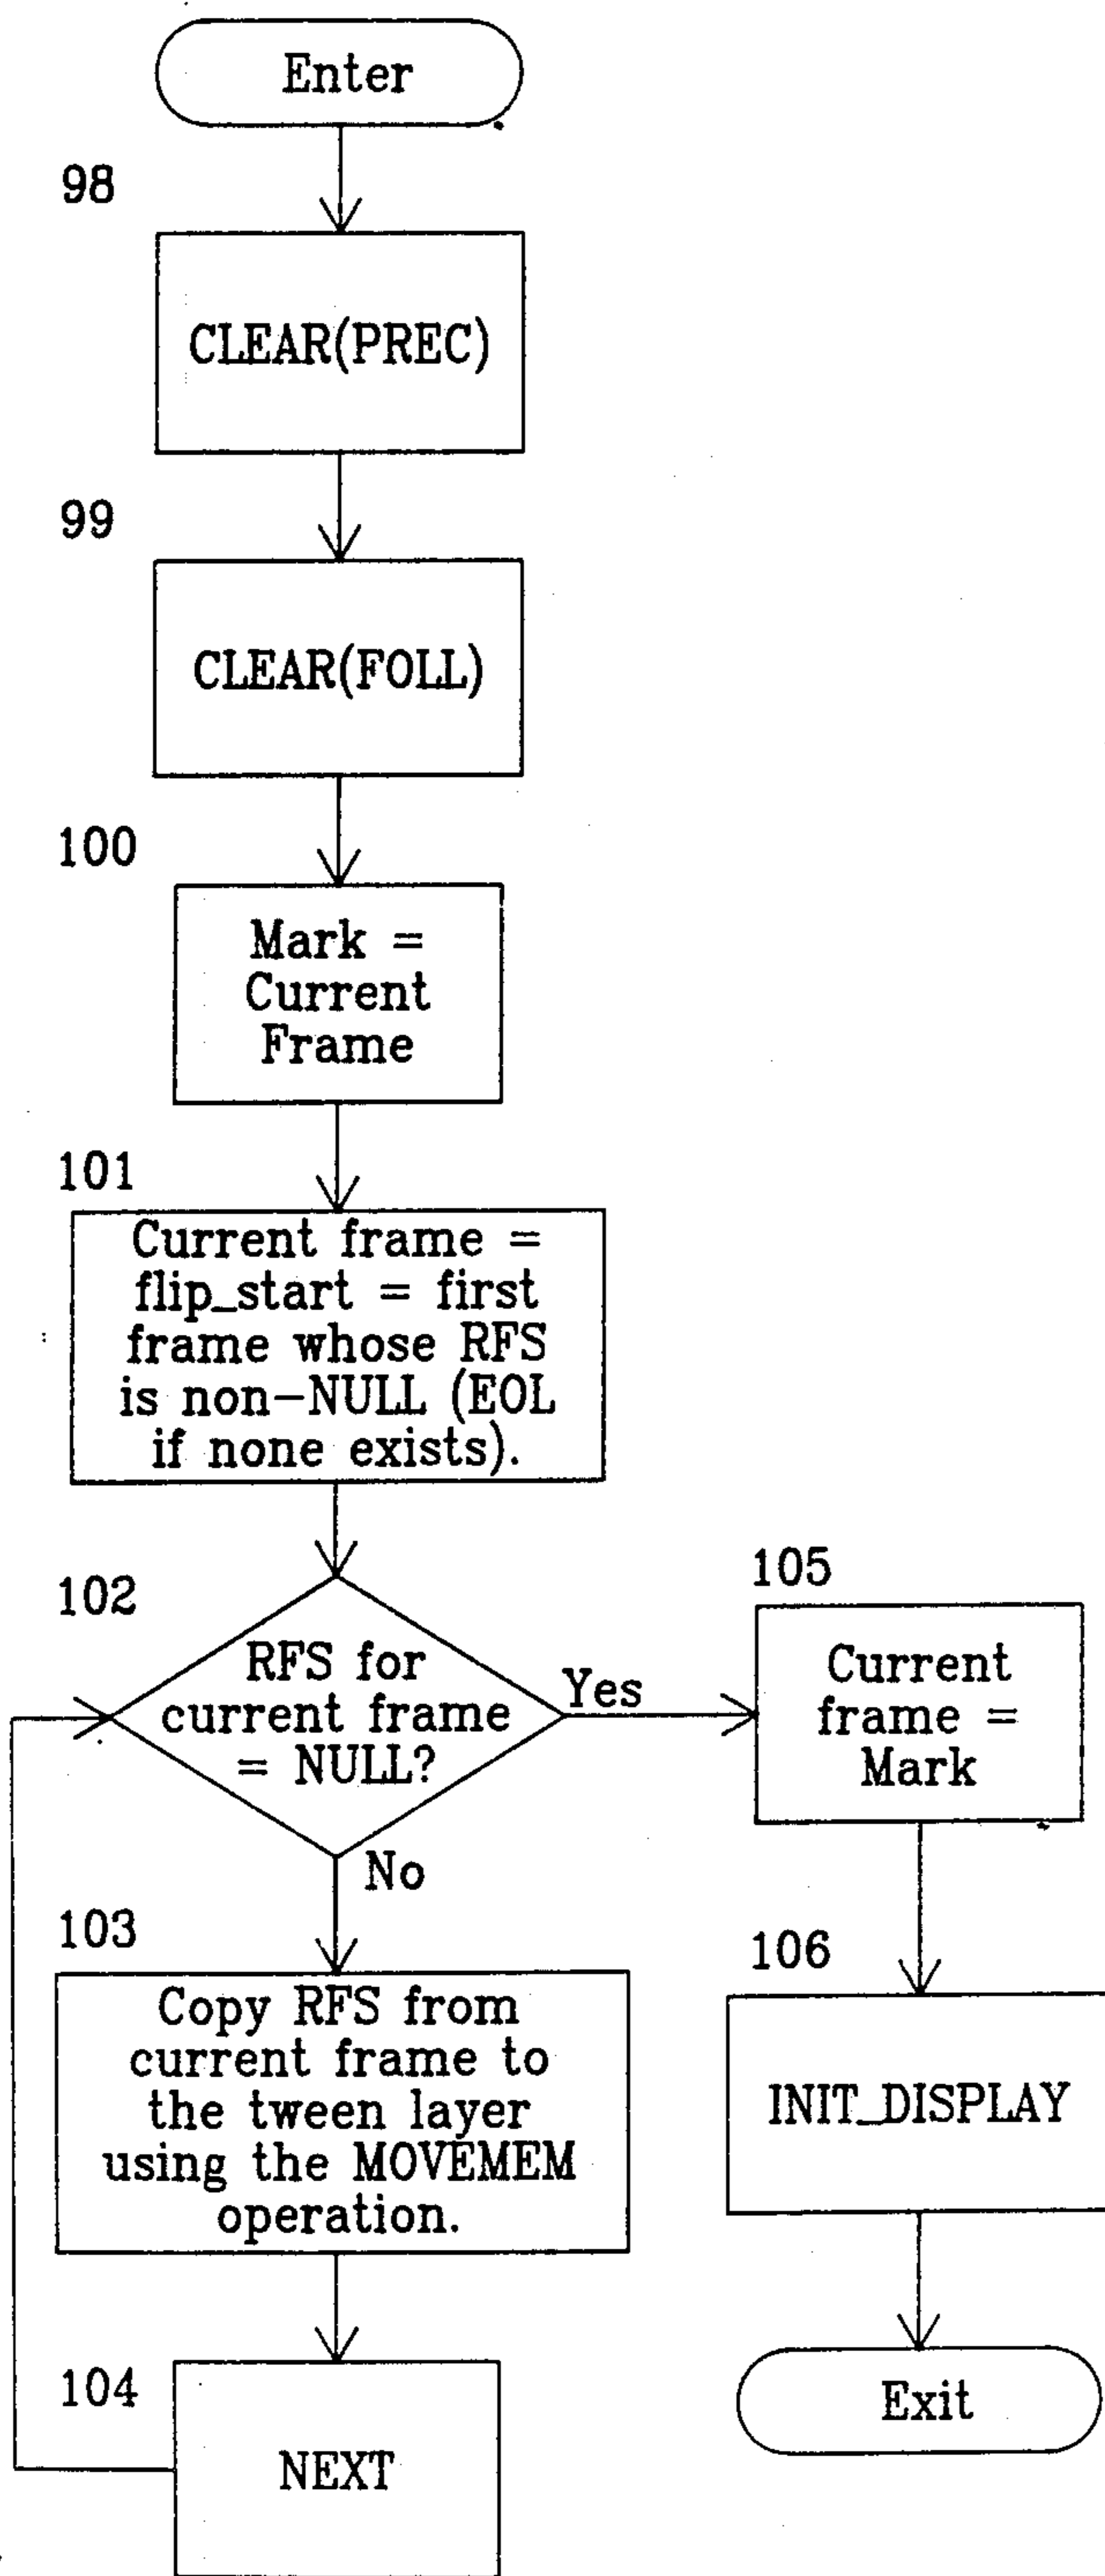 Enter
98
CLEAR(PREC)
99
CLEAR(FOLL)
100
Mark =
Current
Frame
101
Current frame =
flip_start = first
frame whose RFS
is non-NULL (EOL
if none exists).
102
RFS for
current frame
= NULL?
Yes
No
103
Copy RFS from
current frame to
the tween layer
using the MOVEMEM
operation.
104
NEXT
105
Current
frame =
Mark
106
INIT_DISPLAY
Exit